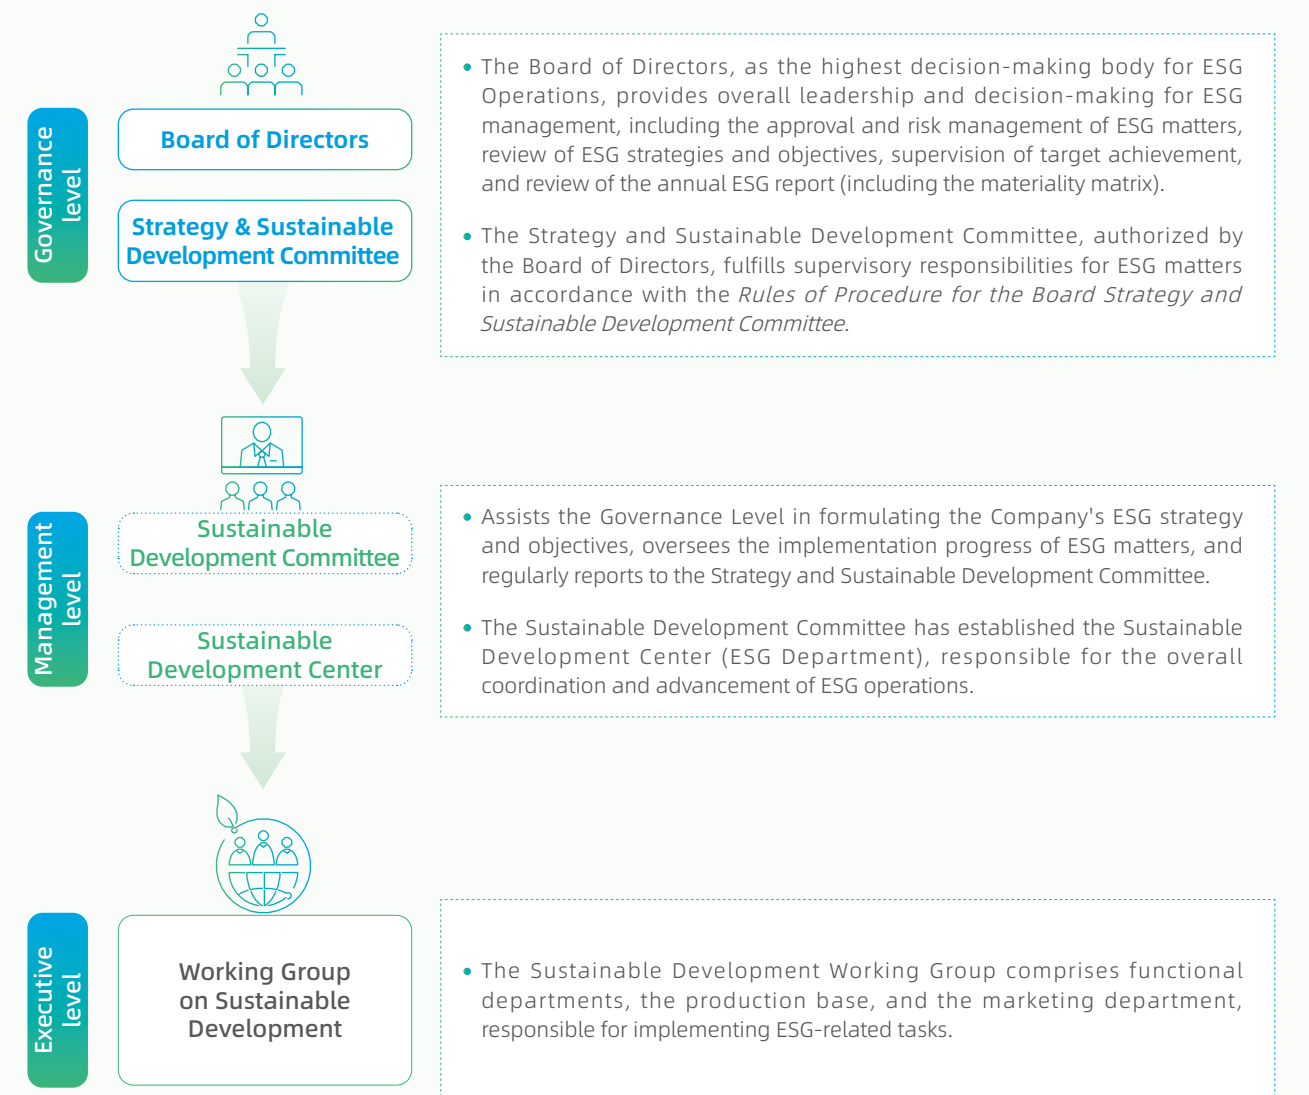 Governance
level
Board of Directors
Strategy & Sustainable
Development Committee
• The Board of Directors, as the highest decision-making body for ESG
Operations, provides overall leadership and decision-making for ESG
management, including the approval and risk management of ESG matters,
review of ESG strategies and objectives, supervision of target achievement,
and review of the annual ESG report (including the materiality matrix).
• The Strategy and Sustainable Development Committee, authorized by
the Board of Directors, fulfills supervisory responsibilities for ESG matters
in accordance with the Rules of Procedure for the Board Strategy and
Sustainable Development Committee.
Management
level
Sustainable
Development Committee
Sustainable
Development Center
• Assists the Governance Level in formulating the Company's ESG strategy
and objectives, oversees the implementation progress of ESG matters, and
regularly reports to the Strategy and Sustainable Development Committee.
• The Sustainable Development Committee has established the Sustainable
Development Center (ESG Department), responsible for the overall
coordination and advancement of ESG operations.
Executive
level
Working Group
on Sustainable
Development
• The Sustainable Development Working Group comprises functional
departments, the production base, and the marketing department,
responsible for implementing ESG-related tasks.